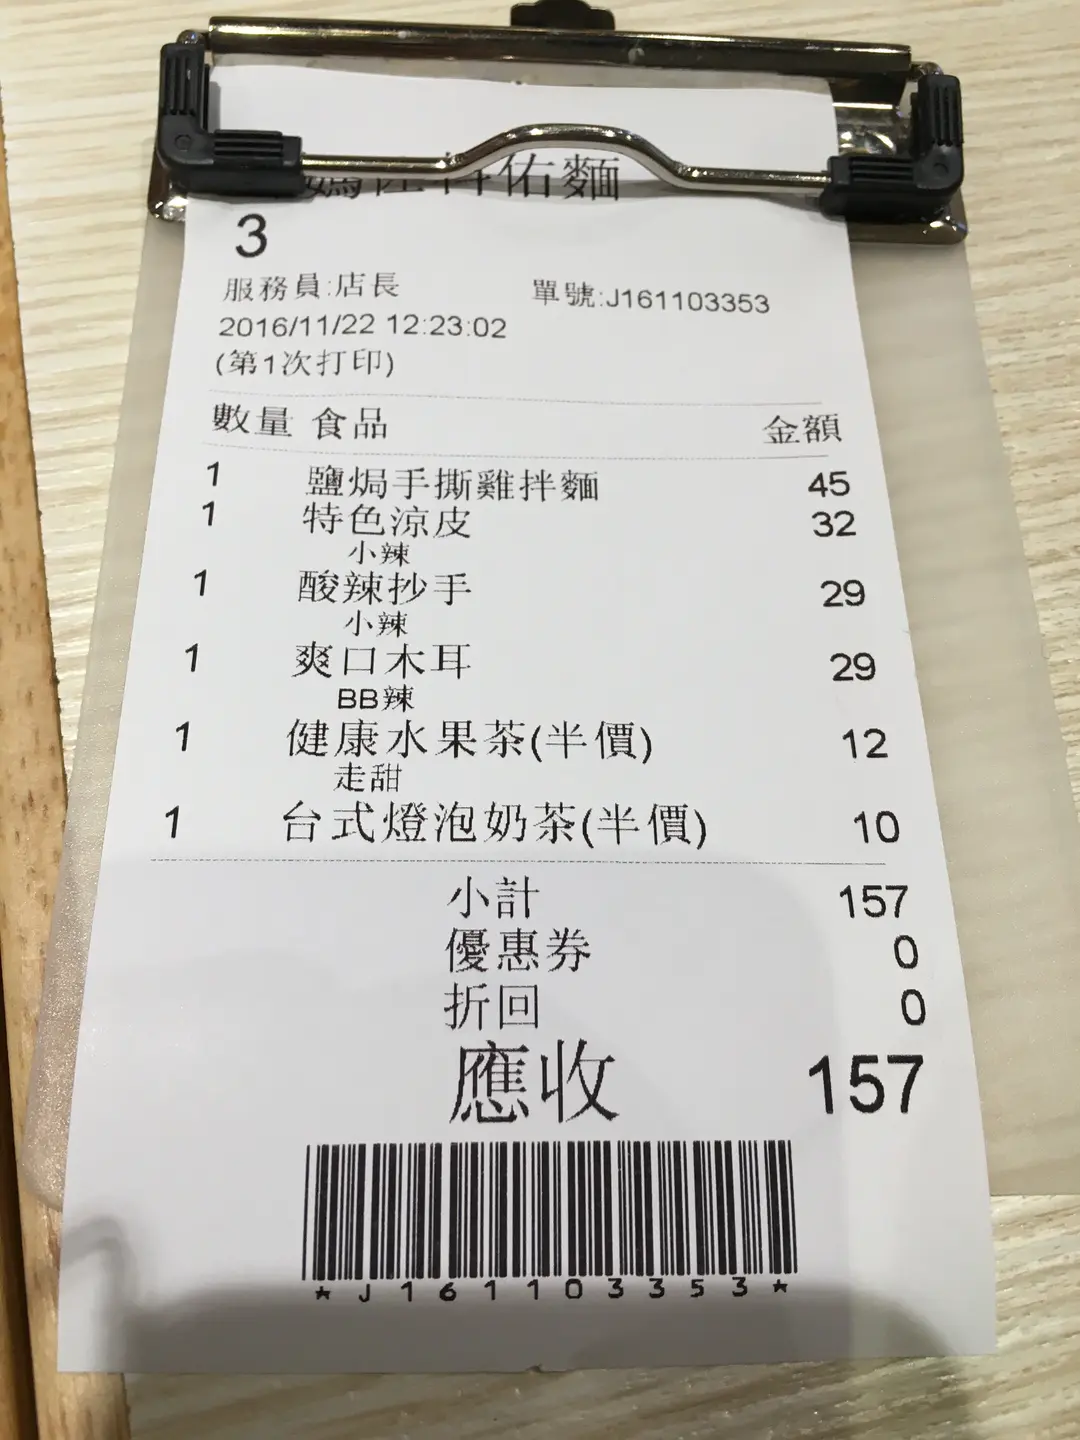 佑麵
3
服務員:店長 單號:J161103353
2016/11/22 12:23:02
(第1次打印)
數量 食品 金額
1 鹽焗手撕雞拌麵 45
1 特色涼皮 32
小辣
1 酸辣抄手 29
小辣
1 爽口木耳 29
BB辣
1 健康水果茶(半價) 12
走甜
1 台式燈泡奶茶(半價) 10
小計 157
優惠券 0
折回 0
應收 157
*J161103353*